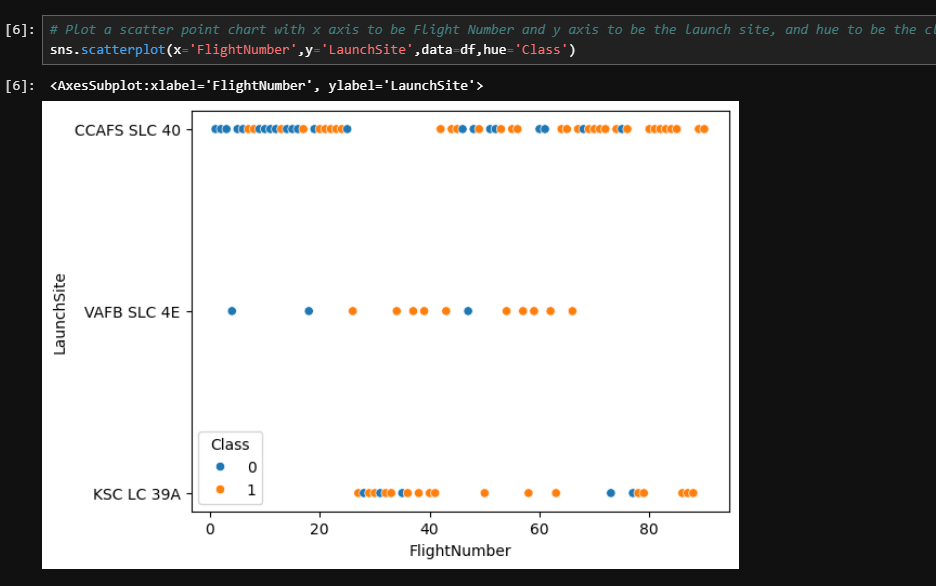 [6]: # Plot a scatter point chart with x axis to be Flight Number and y axis to be the launch site, and hue to be the
sns.scatterplot(x='FlightNumber',y='LaunchSite',data=df,hue='Class')
[6]: <AxesSubplot:xlabel='FlightNumber', ylabel='LaunchSite'>
CCAFS SLC 40
VAFB SLC 4E
KSC LC 39A
LaunchSite
Class
0
1
0 20 40 60 80
FlightNumber